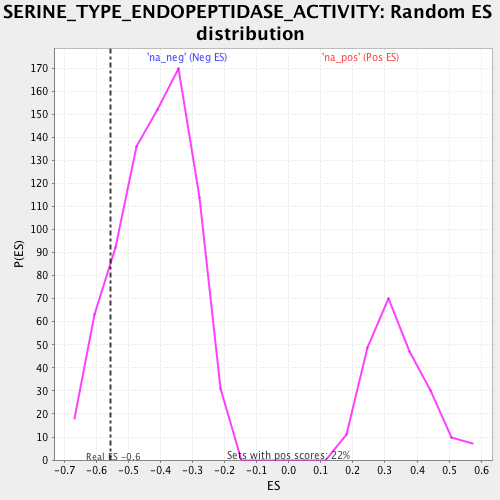 SERINE_TYPE_ENDOPEPTIDASE_ACTIVITY: Random ES
distribution
'na_neg' (Neg ES)
'na_pos' (Pos ES)
170
160
150
140
130
120
110
100
90
80
70
60
50
40
30
20
10
0
P(ES)
Real ES -0.6
Sets with pos scores: 22%
-0.7 -0.6 -0.5 -0.4 -0.3 -0.2 -0.1 0.0 0.1 0.2 0.3 0.4 0.5 0.6
ES